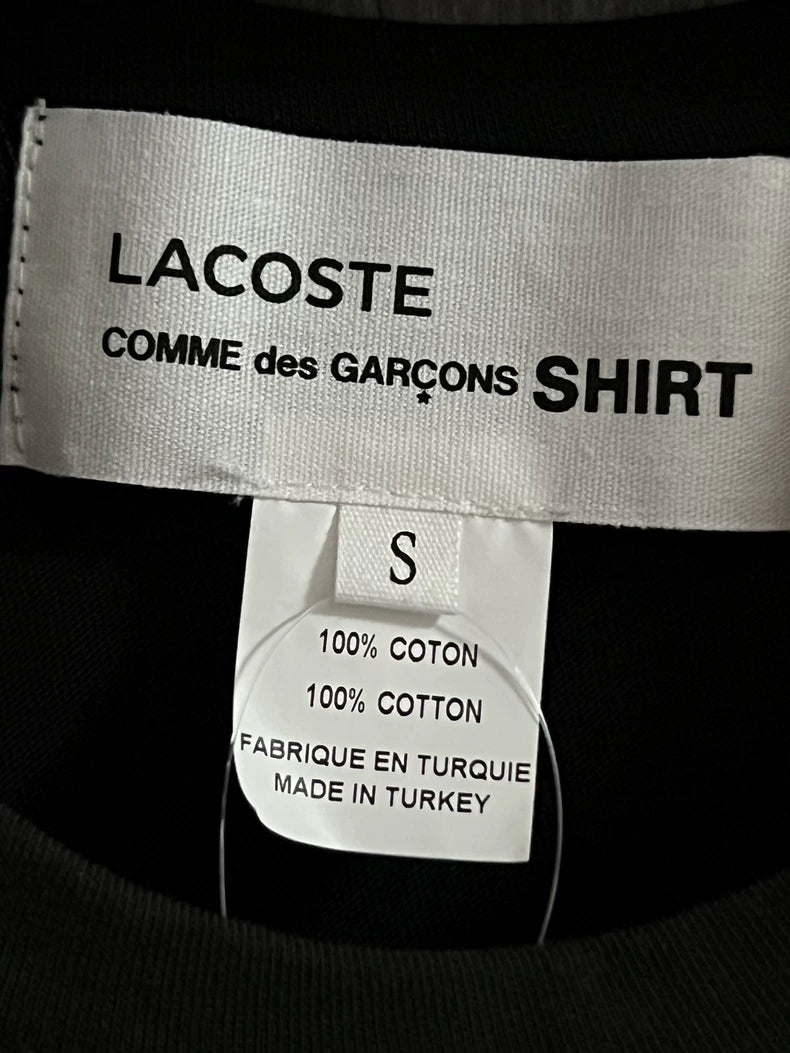 LACOSTE
COMME des GARÇONS SHIRT
S
100% COTON
100% COTTON
FABRIQUE EN TURQUIE
MADE IN TURKEY